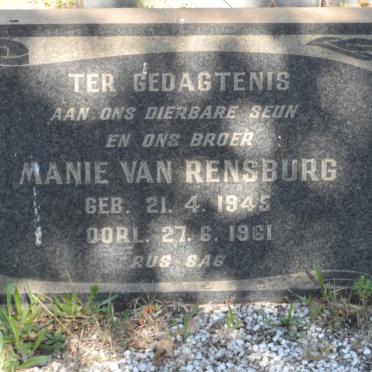 TER GEDAGTENIS
AAN ONS DIERBARE SEUN
EN ONS BROER
MANIE VAN RENSBURG
GEB. 21. 4. 1945
OORL. 27. 6. 1961
RUS SAG